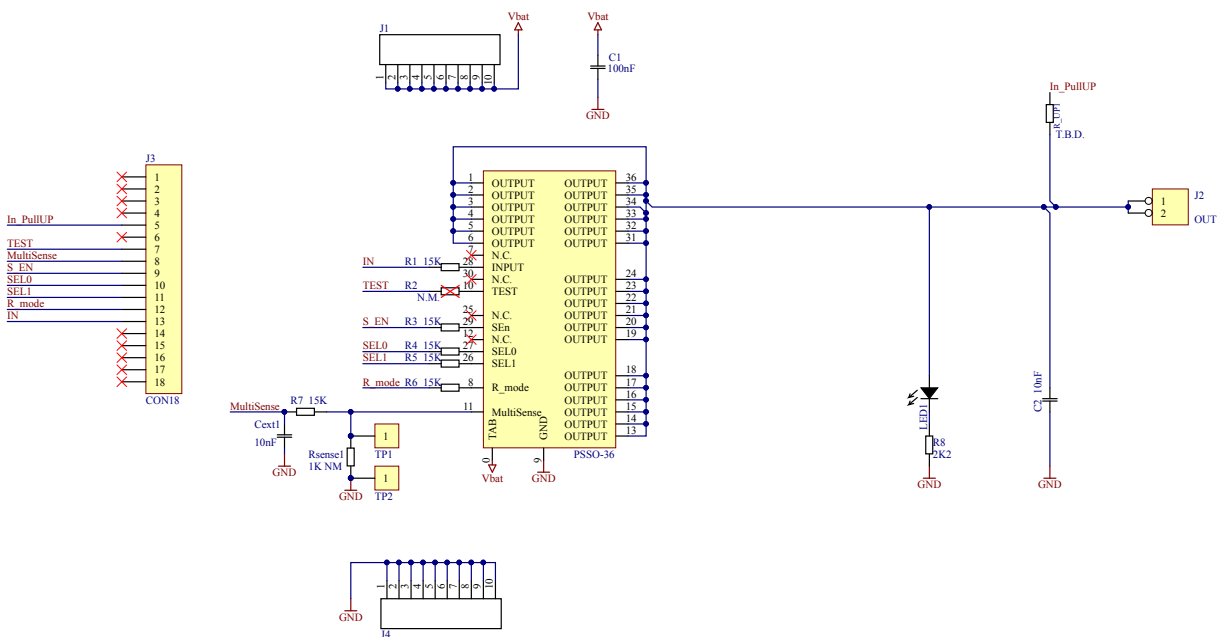 Vbat
J1
1 2 3 4 5 6 7 8 9 10
Vbat
C1
100nF
GND
In_PullUP
R_UP1
T.B.D.
J2
1
2
OUT
J3
1
2
3
4
In_PullUP 5
6
TEST 7
MultiSense 8
S_EN 9
SEL0 10
SEL1 11
R_mode 12
IN 13
14
15
16
17
18
CON18
1 OUTPUT OUTPUT 36
2 OUTPUT OUTPUT 35
3 OUTPUT OUTPUT 34
4 OUTPUT OUTPUT 33
5 OUTPUT OUTPUT 32
6 OUTPUT OUTPUT 31
7 N.C.
IN R1 15K 28 INPUT
30 N.C. OUTPUT 24
TEST R2 10 TEST OUTPUT 23
N.M.
OUTPUT 22
25 N.C. OUTPUT 21
S_EN R3 15K 29 SEn OUTPUT 20
12 N.C. OUTPUT 19
SEL0 R4 15K 27 SEL0
SEL1 R5 15K 26 SEL1
OUTPUT 18
R_mode R6 15K 8 R_mode OUTPUT 17
OUTPUT 16
MultiSense R7 15K 11 MultiSense OUTPUT 15
OUTPUT 14
OUTPUT 13
TAB
GND
0
9
PSSO-36
Vbat
GND
Cext1
10nF
GND
Rsense1
1K NM
GND
1
TP1
1
TP2
LED1
R8
2K2
GND
C2 10nF
GND
GND
1 2 3 4 5 6 7 8 9 10
J4